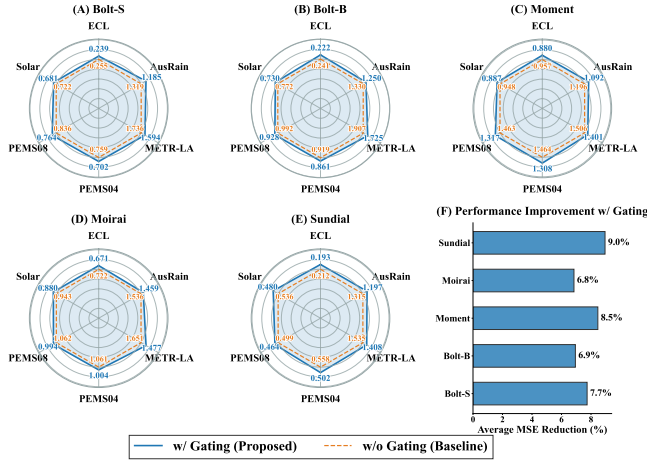 (A) Bolt-S
ECL
0.239
0.255
Solar
0.681
0.722
AusRain
1.185
1.319
PEMS08
0.764
0.836
METR-LA
1.594
1.736
0.759
0.702
PEMS04
(B) Bolt-B
ECL
0.222
0.241
Solar
0.730
0.772
AusRain
1.250
1.330
PEMS08
0.928
0.992
METR-LA
1.725
1.907
0.919
0.861
PEMS04
(C) Moment
ECL
0.880
0.957
Solar
0.887
0.948
AusRain
1.092
1.196
PEMS08
1.317
1.463
METR-LA
1.401
1.506
1.464
1.308
PEMS04
(D) Moirai
ECL
0.671
0.722
Solar
0.880
0.943
AusRain
1.459
1.536
PEMS08
0.994
1.062
METR-LA
1.477
1.651
1.061
1.004
PEMS04
(E) Sundial
ECL
0.193
0.212
Solar
0.480
0.536
AusRain
1.197
1.315
PEMS08
0.464
0.499
METR-LA
1.408
1.535
0.558
0.502
PEMS04
(F) Performance Improvement w/ Gating
Sundial 9.0%
Moirai 6.8%
Moment 8.5%
Bolt-B 6.9%
Bolt-S 7.7%
0 2 4 6 8
Average MSE Reduction (%)
w/ Gating (Proposed) w/o Gating (Baseline)